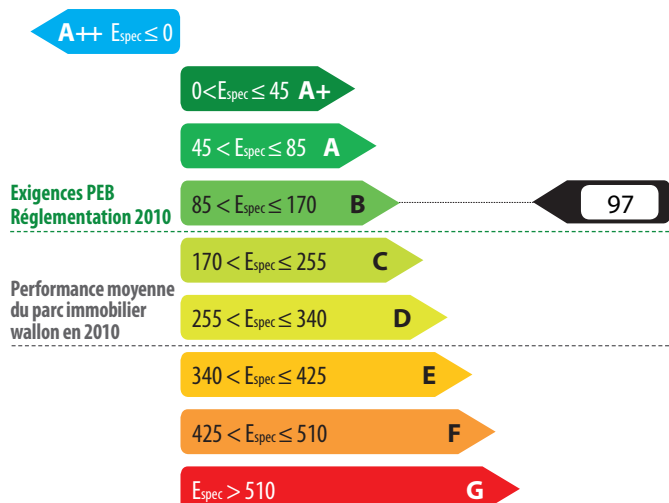 A++ Espec ≤ 0
0<Espec ≤ 45 A+
45 < Espec ≤ 85 A
Exigences PEB
Réglementation 2010
85 < Espec ≤ 170 B
97
170 < Espec ≤ 255 C
Performance moyenne
du parc immobilier
wallon en 2010
255 < Espec ≤ 340 D
340 < Espec ≤ 425 E
425 < Espec ≤ 510 F
Espec > 510 G